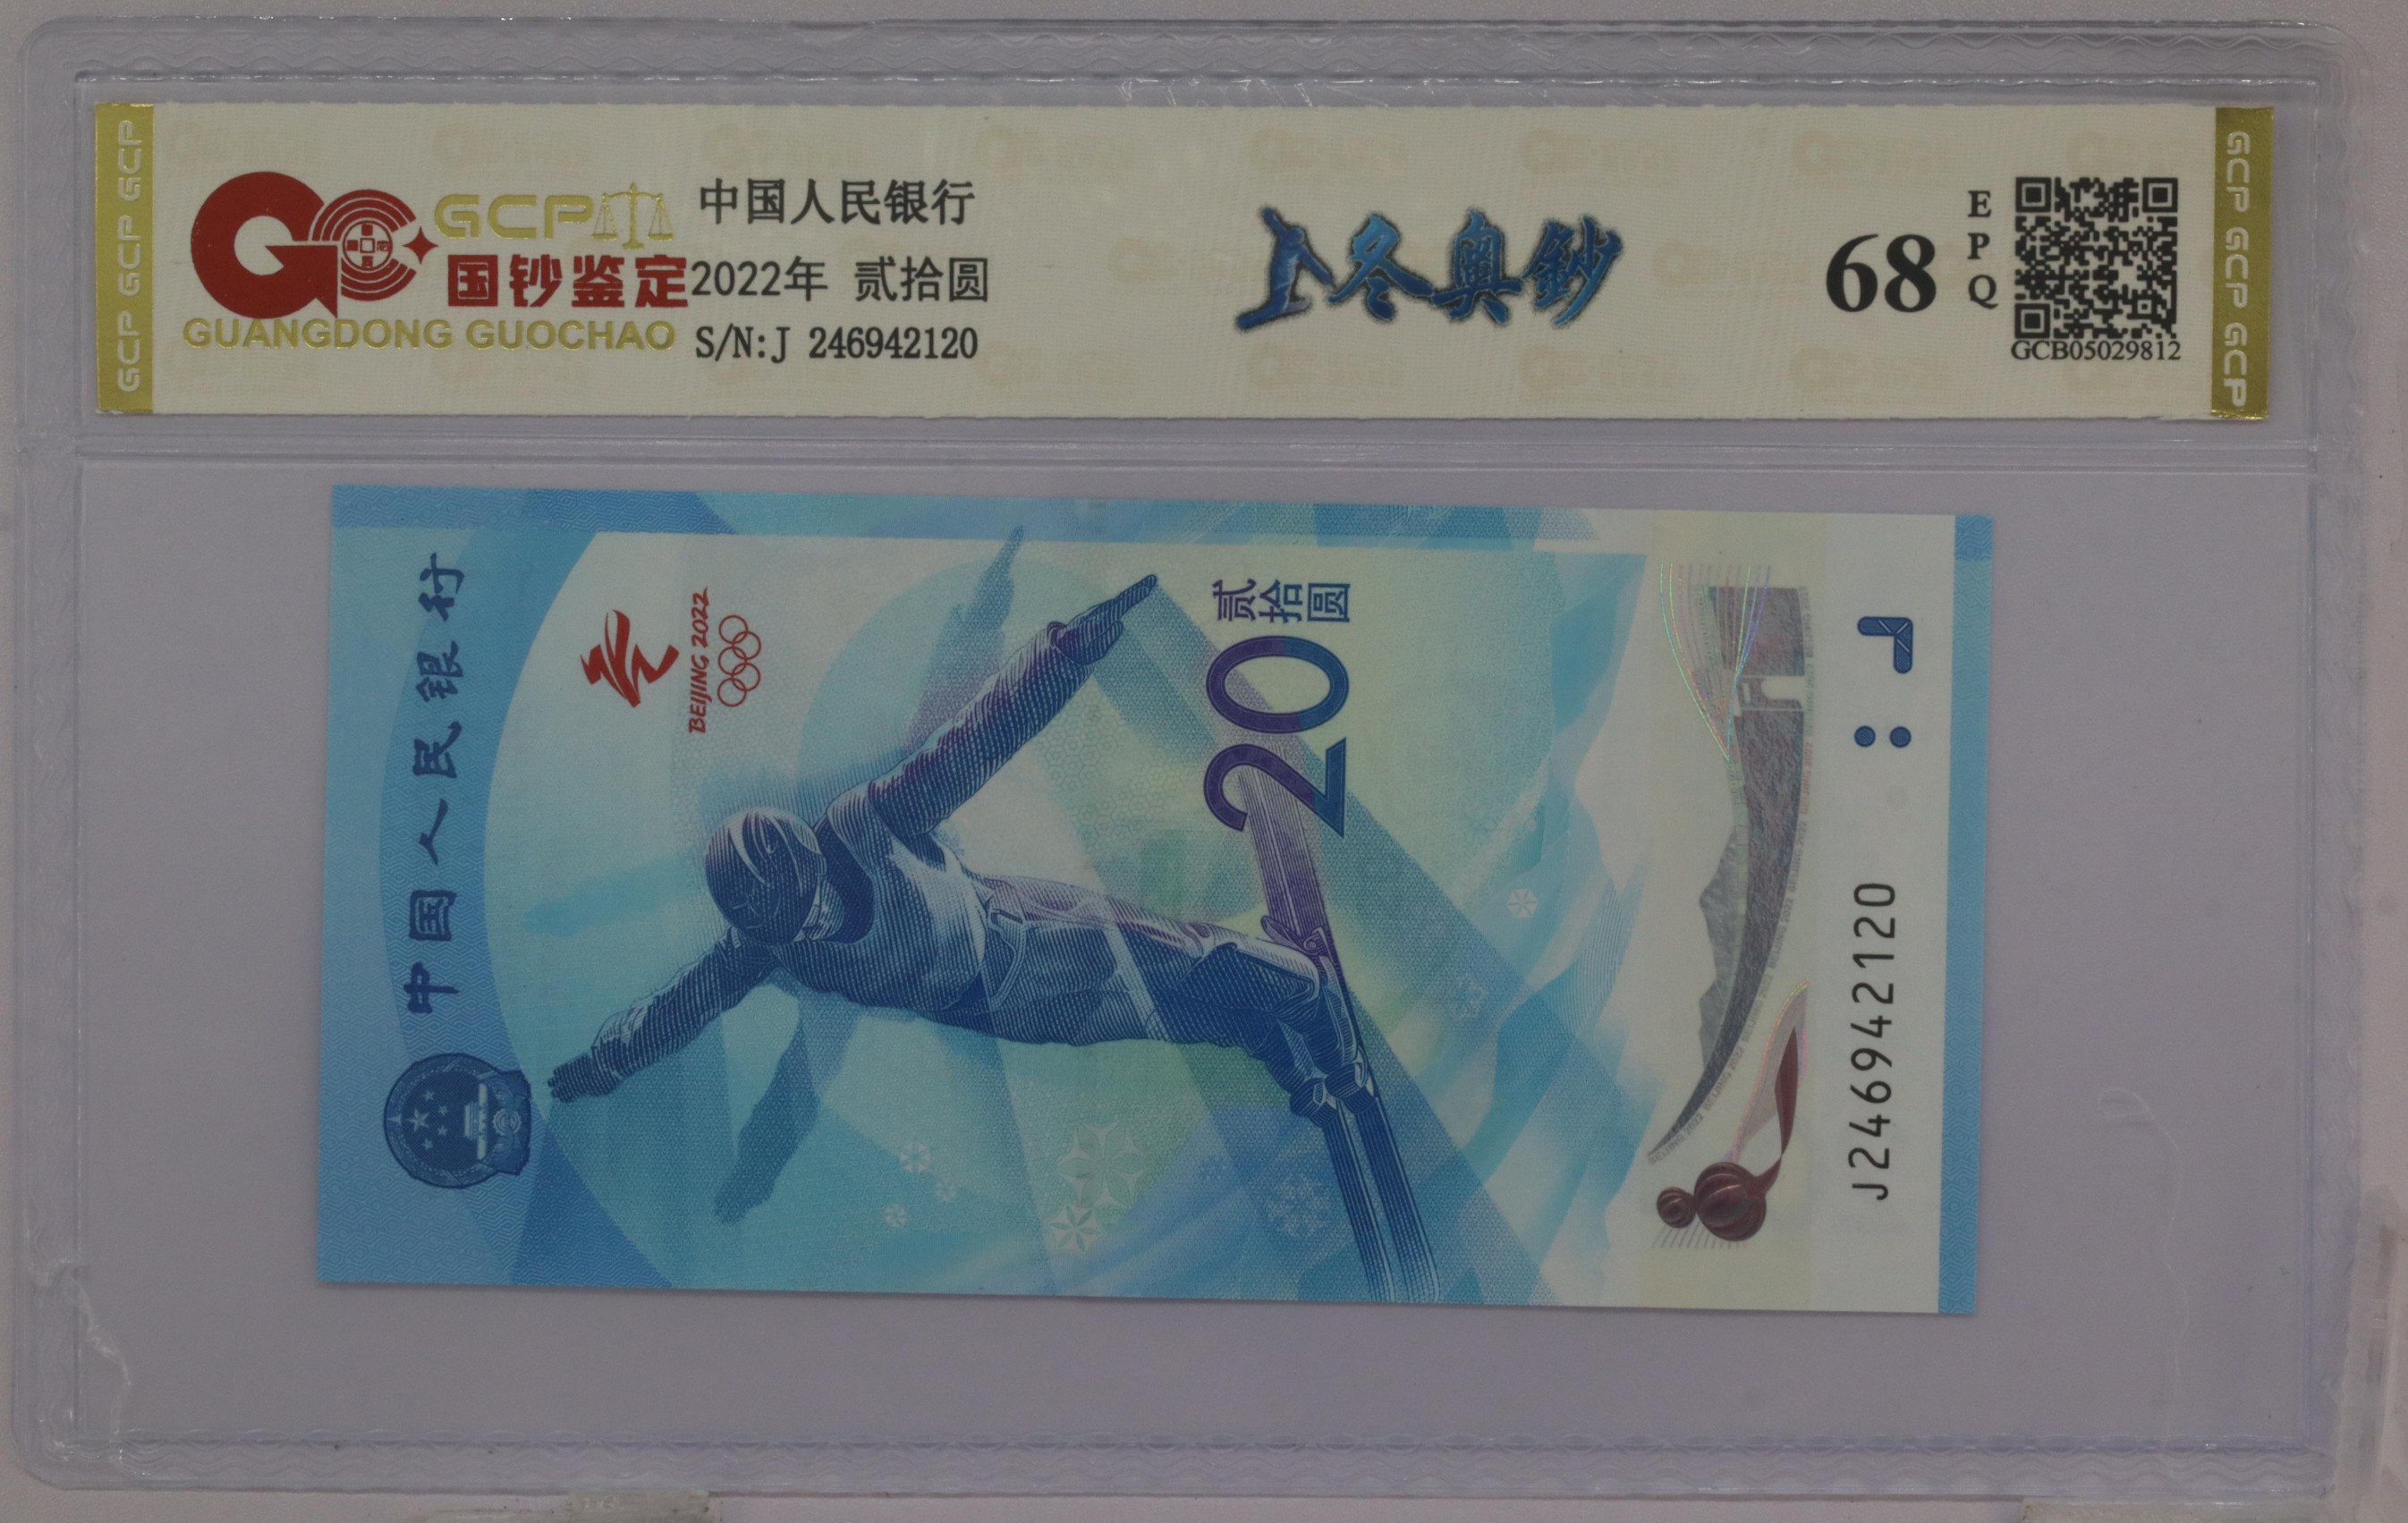 GCP GCP GCP
GCP
国钞鉴定
GUANGDONG GUOCHAO
中国人民银行
2022年 贰拾圆
S/N:J 246942120
冬奥鈔
68
EPQ
GCB05029812
GCP GCP GCP
中国人民银行
BEIJING 2022
贰拾圆
20
J246942120